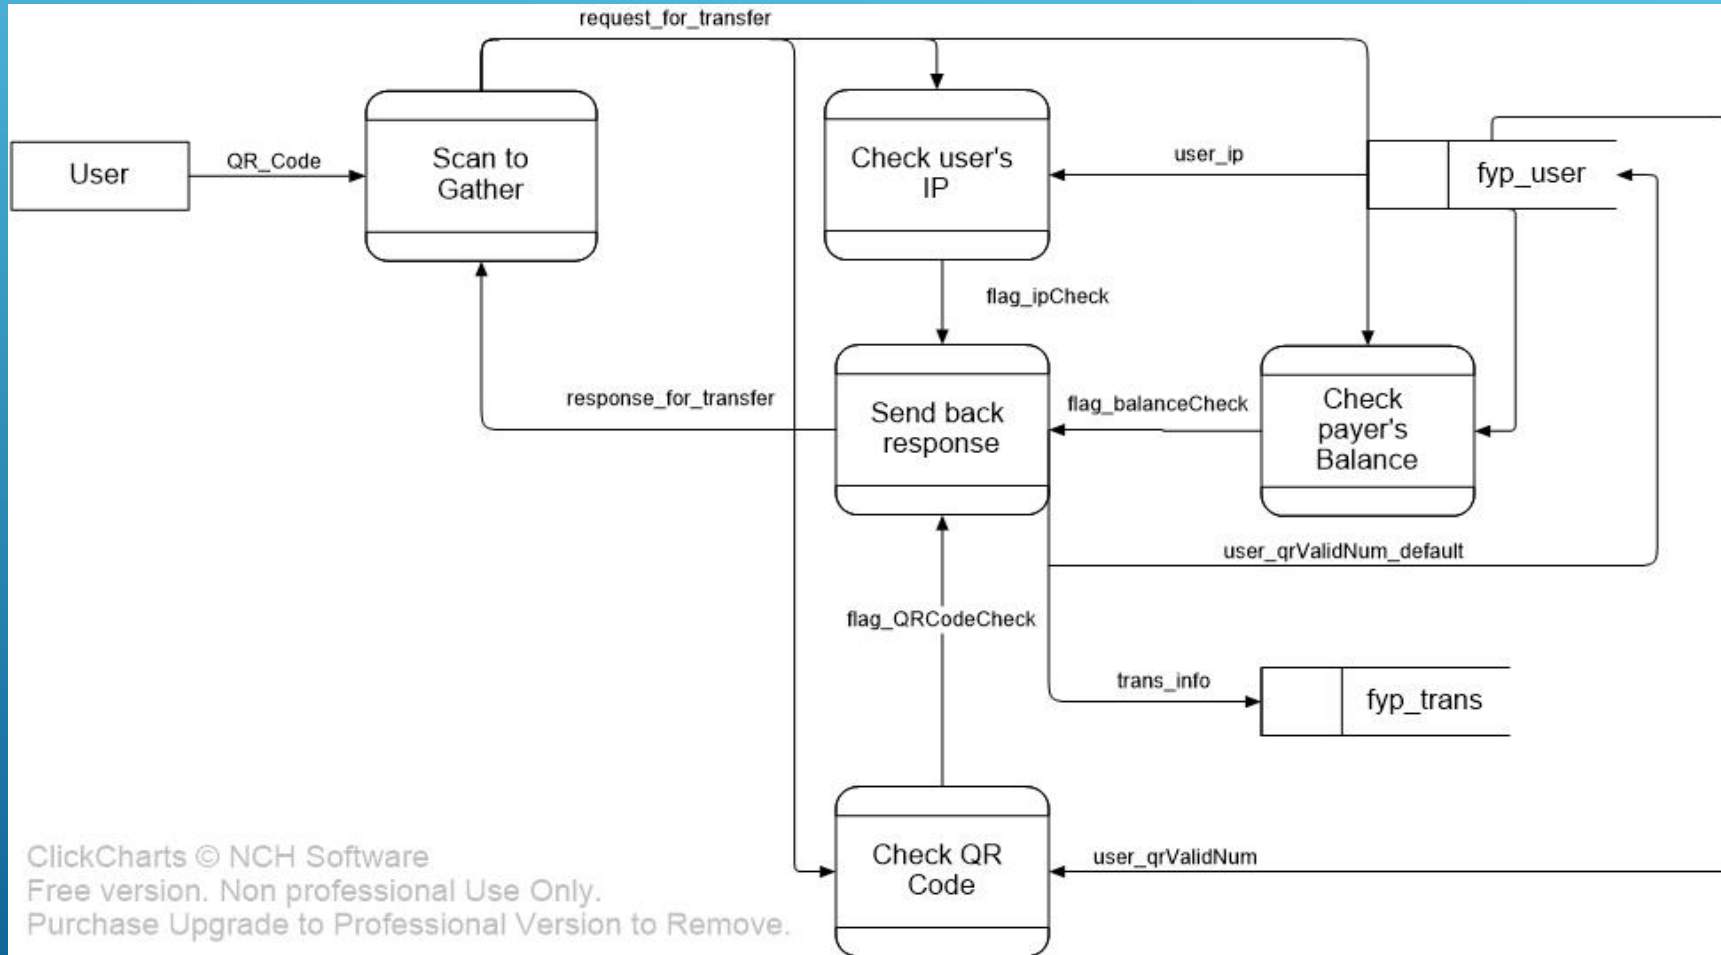 request_for_transfer
User
QR_Code
Scan to
Gather
Check user's
IP
user_ip
fyp_user
flag_ipCheck
response_for_transfer
Send back
response
flag_balanceCheck
Check
payer's
Balance
user_qrValidNum_default
flag_QRCodeCheck
trans_info
fyp_trans
Check QR
Code
user_qrValidNum
ClickCharts © NCH Software
Free version. Non professional Use Only.
Purchase Upgrade to Professional Version to Remove.